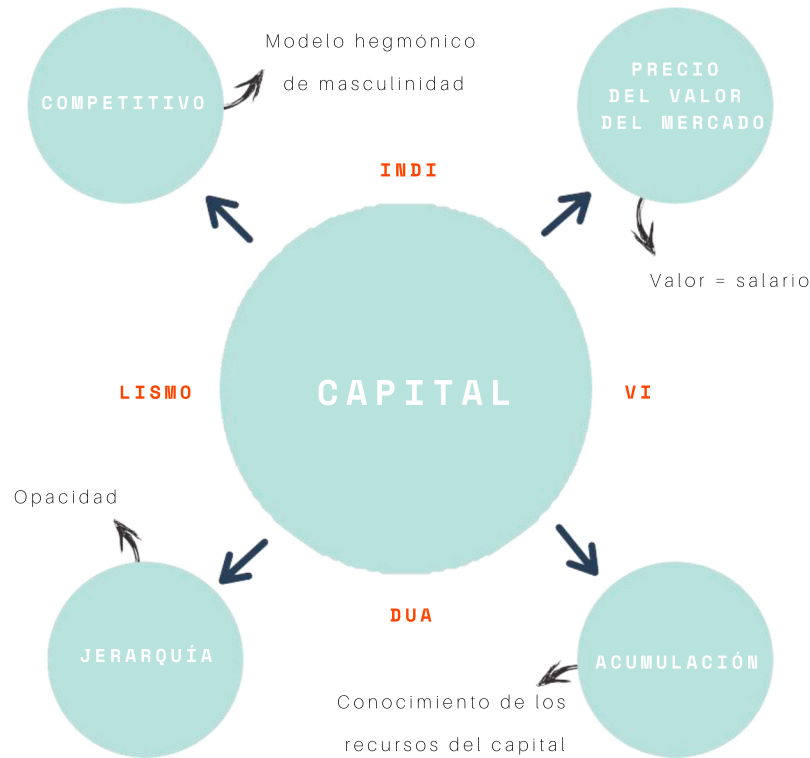 Modelo hegmónico
de masculinidad
COMPETITIVO
PRECIO
DEL VALOR
DEL MERCADO
INDI
Valor = salario
CAPITAL
LISMO
VI
Opacidad
DUA
JERARQUÍA
ACUMULACIÓN
Conocimiento de los
recursos del capital